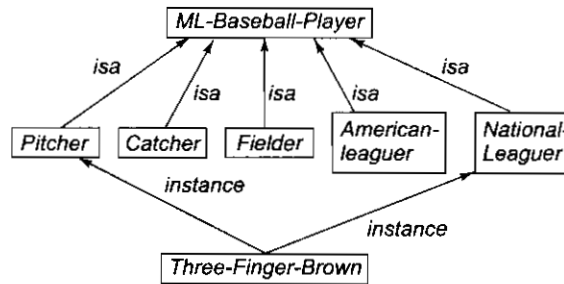 ML-Baseball-Player
isa
isa
isa
isa
isa
Pitcher
Catcher
Fielder
American-
leaguer
National-
Leaguer
instance
instance
Three-Finger-Brown